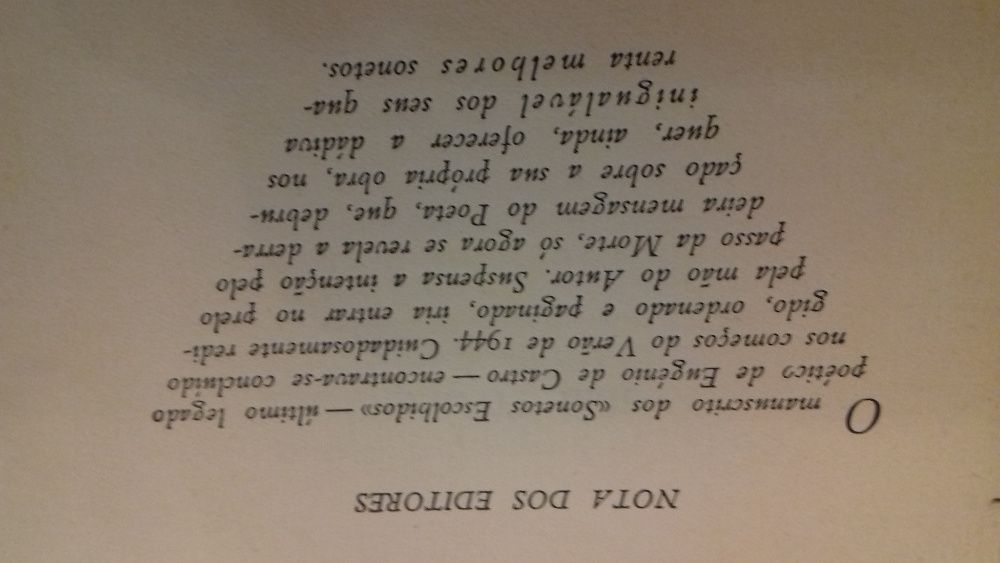 NOTA DOS EDITORES
O manuscrito dos «Sonetos Escolhidos» — último legado
poético de Eugénio de Castro — encontrava-se concluído
nos começos do Verão de 1944. Cuidadosamente redi-
gido, ordenado e paginado, iria entrar no prelo
pela mão do Autor. Suspensa a intenção pelo
passo da Morte, só agora se revela a derra-
deira mensagem do Poeta, que, debru-
çado sobre a sua própria obra, nos
quer, ainda, oferecer a dádiva
inigualável dos seus qua-
renta melhores sonetos.